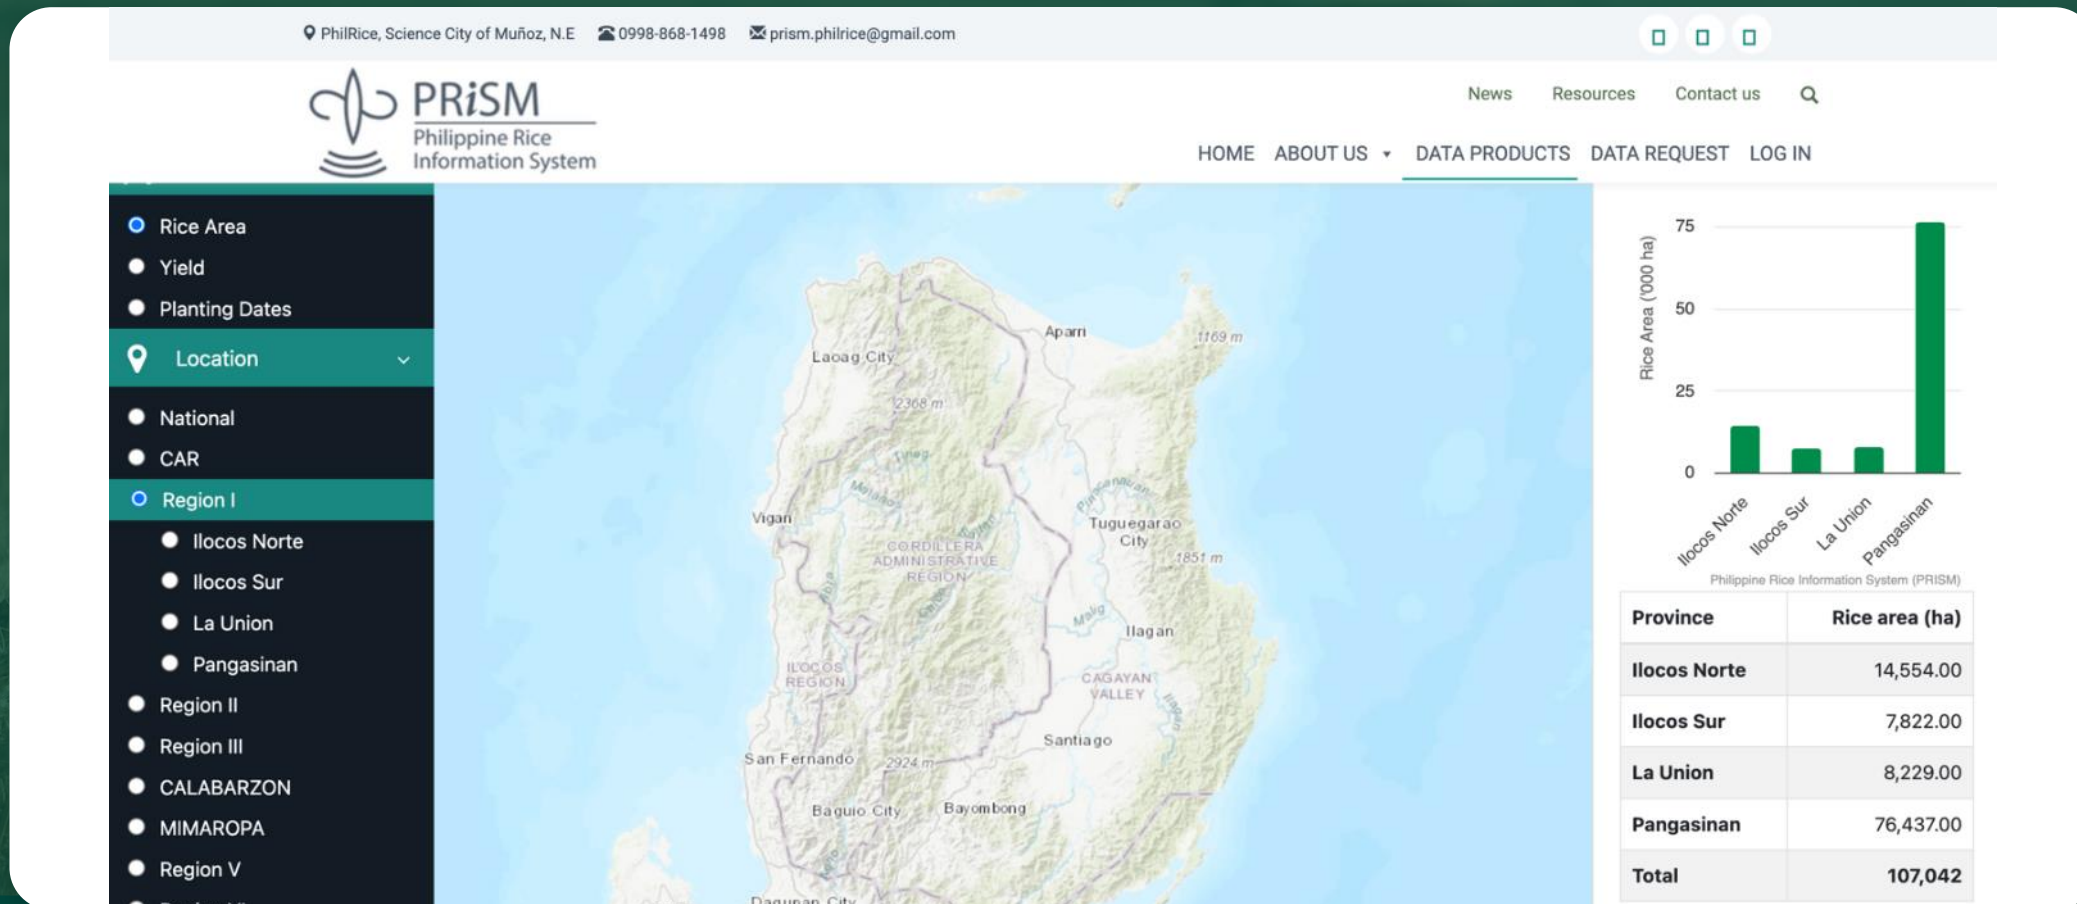 PhilRice, Science City of Muñoz, N.E 0998-868-1498 prism.philrice@gmail.com
PRiSM
Philippine Rice
Information System
News Resources Contact us
HOME ABOUT US DATA PRODUCTS DATA REQUEST LOG IN
Rice Area
Yield
Planting Dates
Location
National
CAR
Region I
Ilocos Norte
Ilocos Sur
La Union
Pangasinan
Region II
Region III
CALABARZON
MIMAROPA
Region V
Aparri
1169 m
Laoag City
2368 m
Tineg
Vigan
Tuguegarao
City
CORDILLERA
ADMINISTRATIVE
REGION
1851 m
Abra
Malig
Ilagan
ILOCOS
REGION
CAGAYAN
VALLEY
Ilagan
Santiago
San Fernando
2924 m
Baguio City
Bayombong
Dagupan City
Rice Area ('000 ha)
75
50
25
0
Ilocos Norte
Ilocos Sur
La Union
Pangasinan
Philippine Rice Information System (PRISM)
Province Rice area (ha)
Ilocos Norte 14,554.00
Ilocos Sur 7,822.00
La Union 8,229.00
Pangasinan 76,437.00
Total 107,042